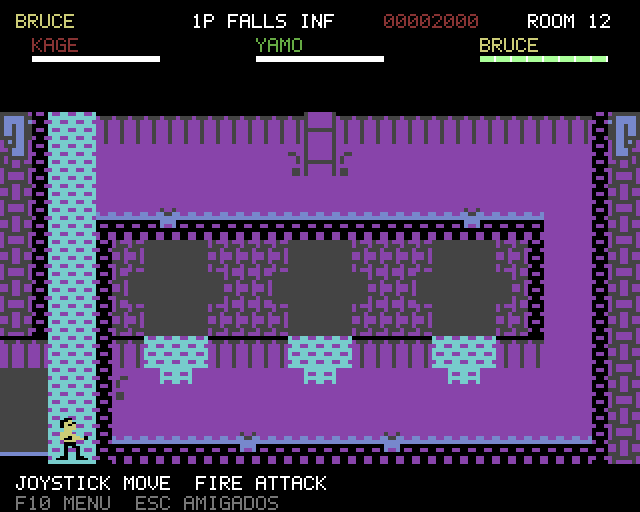 BRUCE 1P FALLS INF 00002000 ROOM 12
KAGE YAMO BRUCE
JOYSTICK MOVE FIRE ATTACK
F10 MENU ESC AMIGADOS